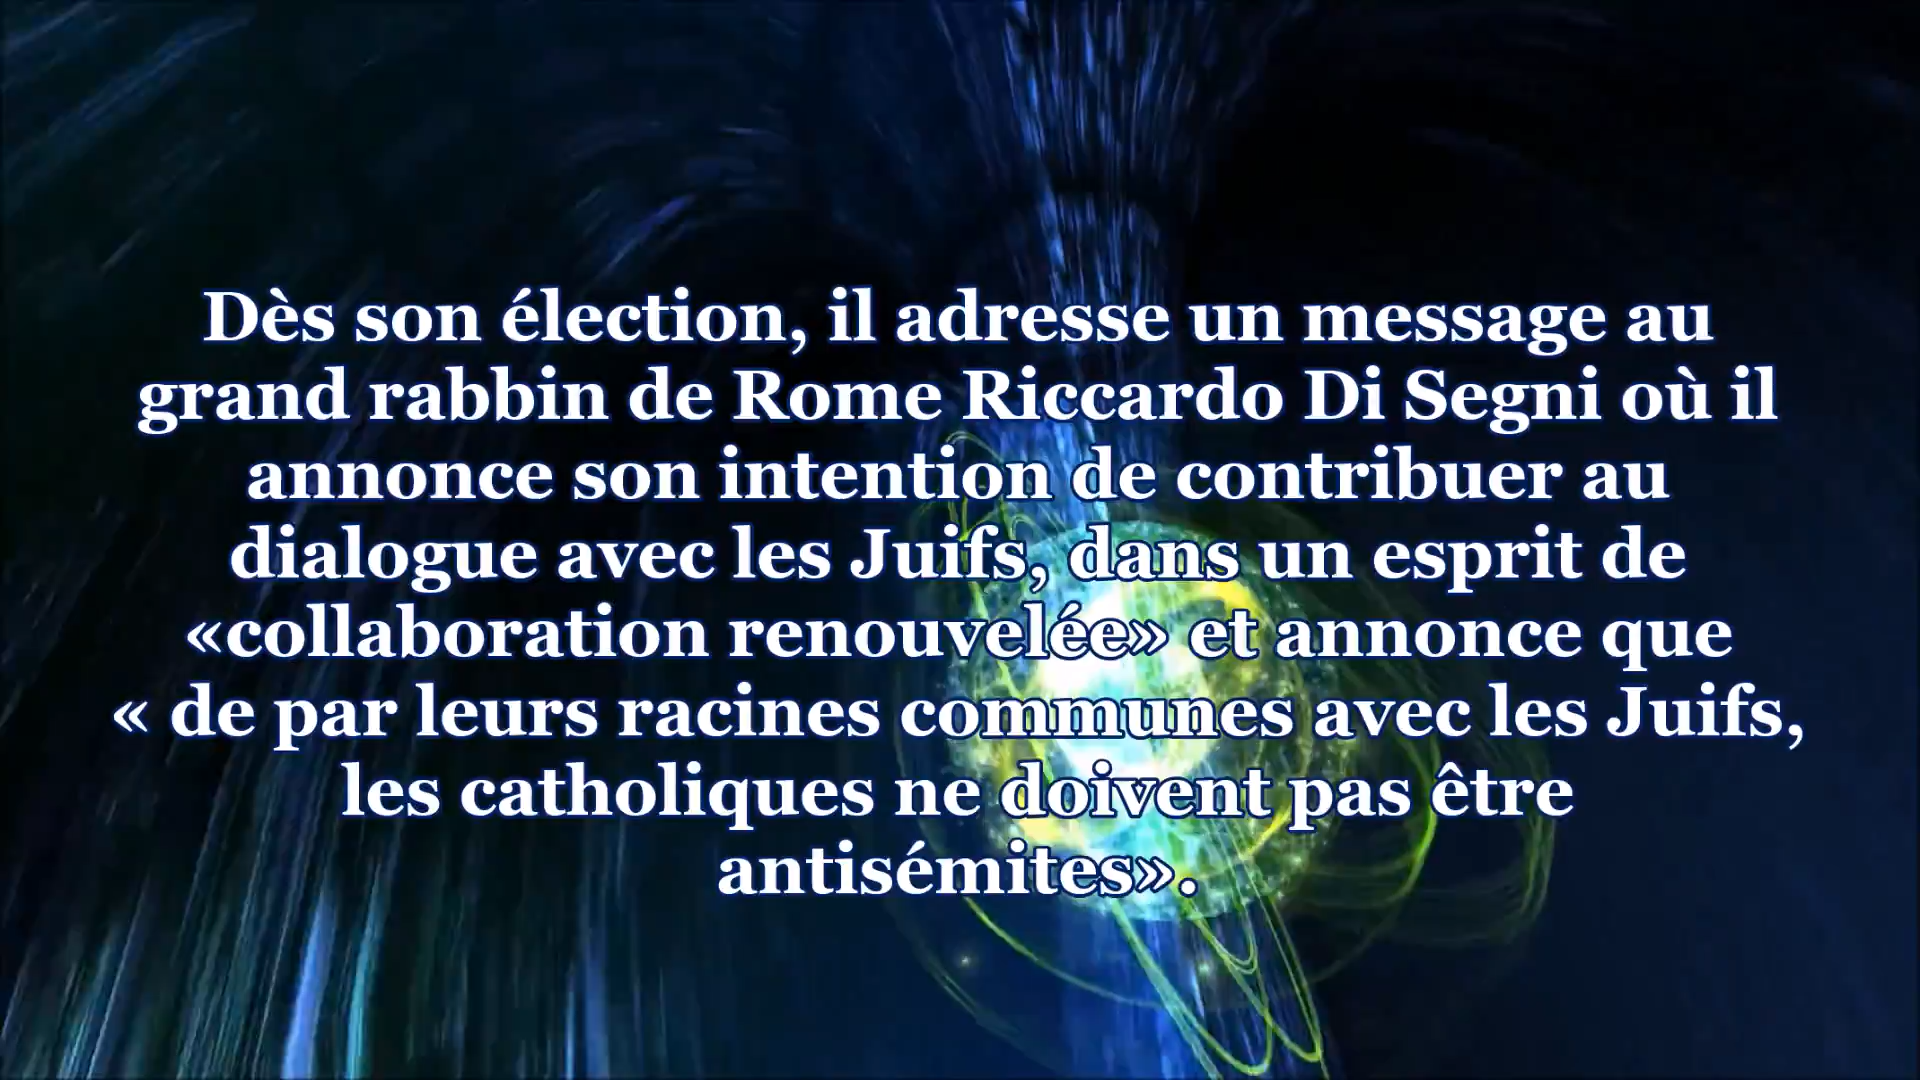 Dès son élection, il adresse un message au
grand rabbin de Rome Riccardo Di Segni où il
annonce son intention de contribuer au
dialogue avec les Juifs, dans un esprit de
«collaboration renouvelée» et annonce que
« de par leurs racines communes avec les Juifs,
les catholiques ne doivent pas être
antisémites».